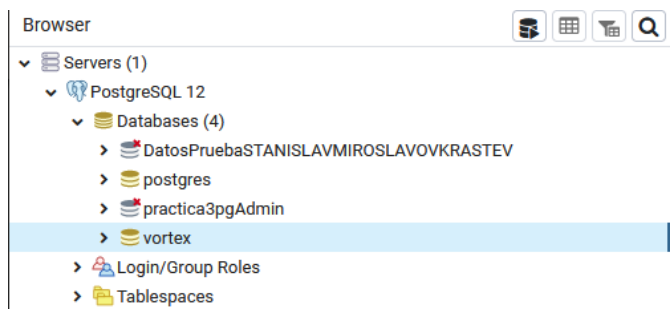 Browser
Servers (1)
PostgreSQL 12
Databases (4)
DatosPruebaSTANISLAVMIROSLAVOVKRASTEV
postgres
practica3pgAdmin
vortex
Login/Group Roles
Tablespaces